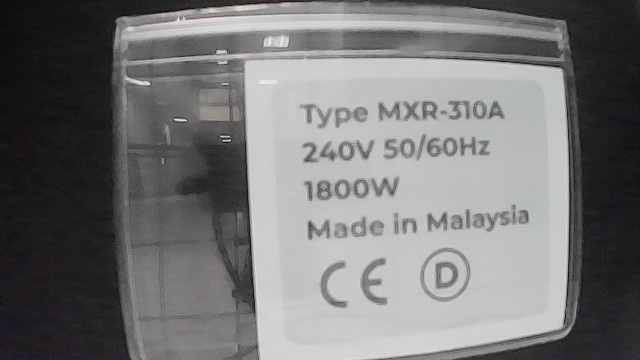 Type MXR-310A
240V 50/60Hz
1800W
Made in Malaysia
CE D